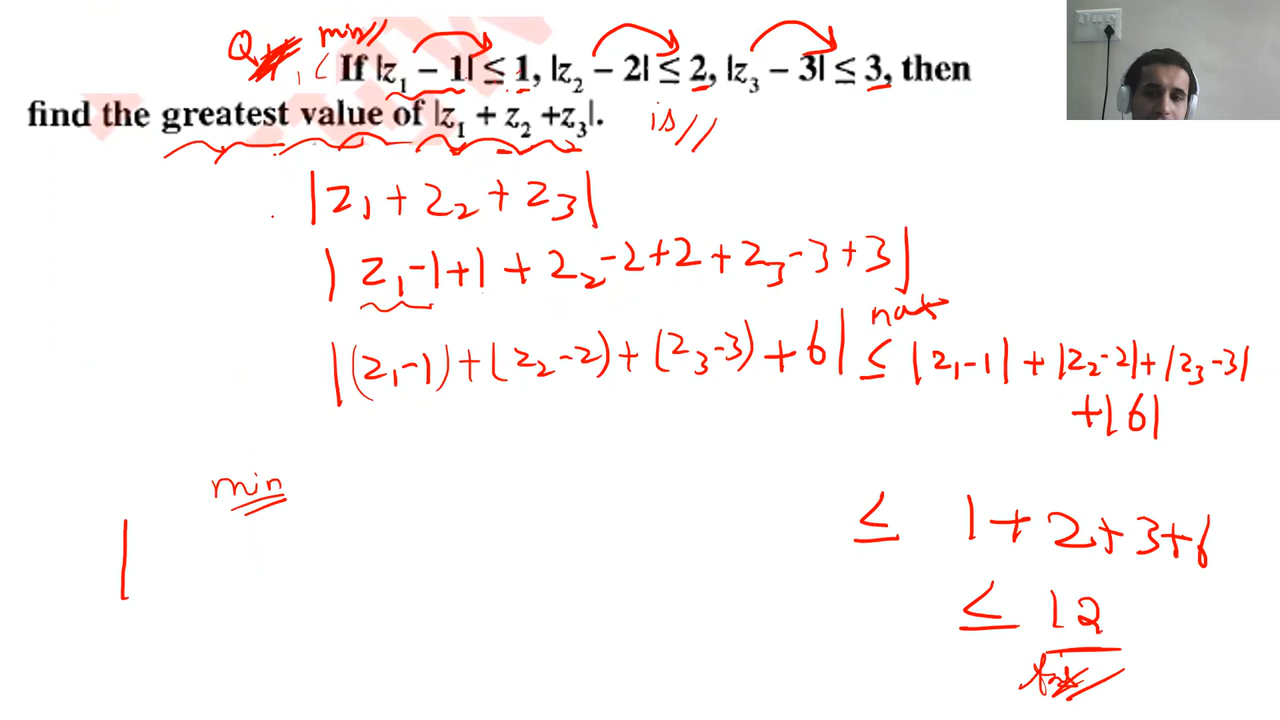 Q min
( If |z₁ − 1| ≤ 1, |z₂ − 2| ≤ 2, |z₃ − 3| ≤ 3, then
find the greatest value of |z₁ + z₂ +z₃|. is
|z₁ + z₂ + z₃|
| z₁ -1+1 + z₂ -2+2 + z₃ -3+3|
|(z₁-1) + (z₂-2) + (z₃-3) + 6| ≤ |z₁-1| + |z₂-2| + |z₃-3|
+|6|
min
≤ 1+2+3+6
|
≤ 12